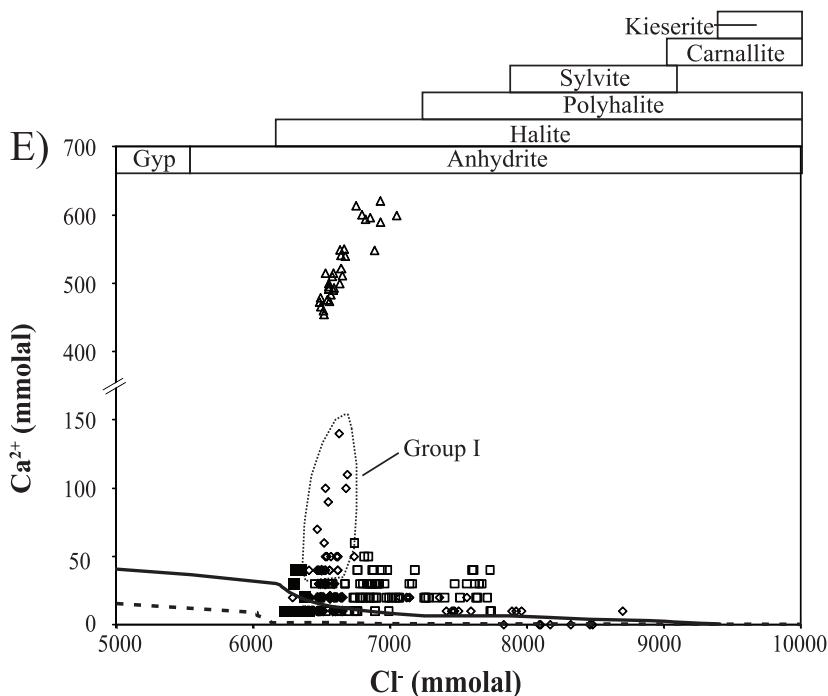 Kieserite
Carnallite
Sylvite
Polyhalite
Halite
E) 700
Gyp Anhydrite
600
500
400
150
Group I
100
50
0
5000 6000 7000 8000 9000 10000
Ca²⁺ (mmolal)
Cl⁻ (mmolal)